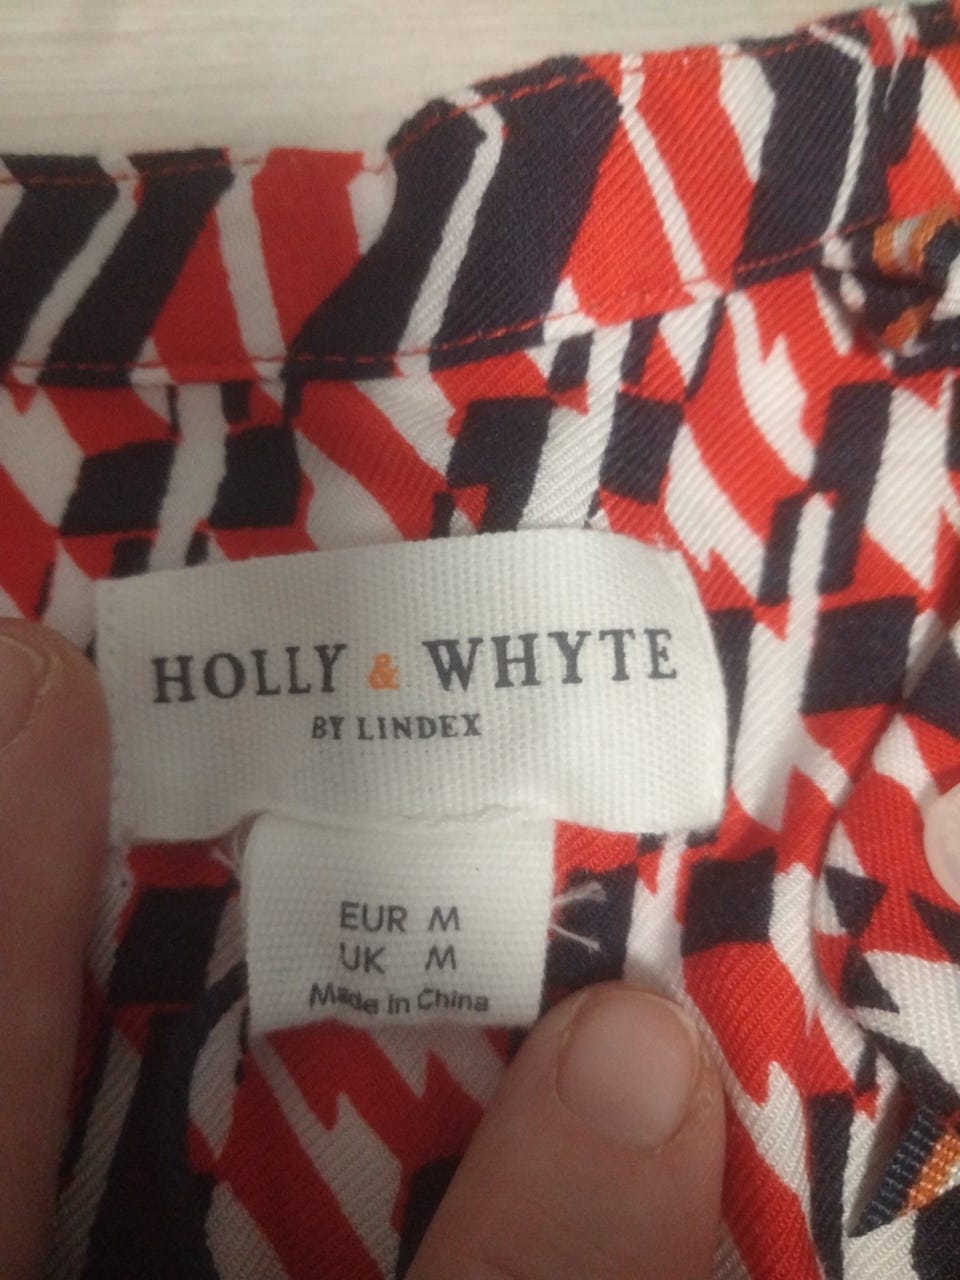 HOLLY & WHYTE
BY LINDEX
EUR M
UK M
Made in China